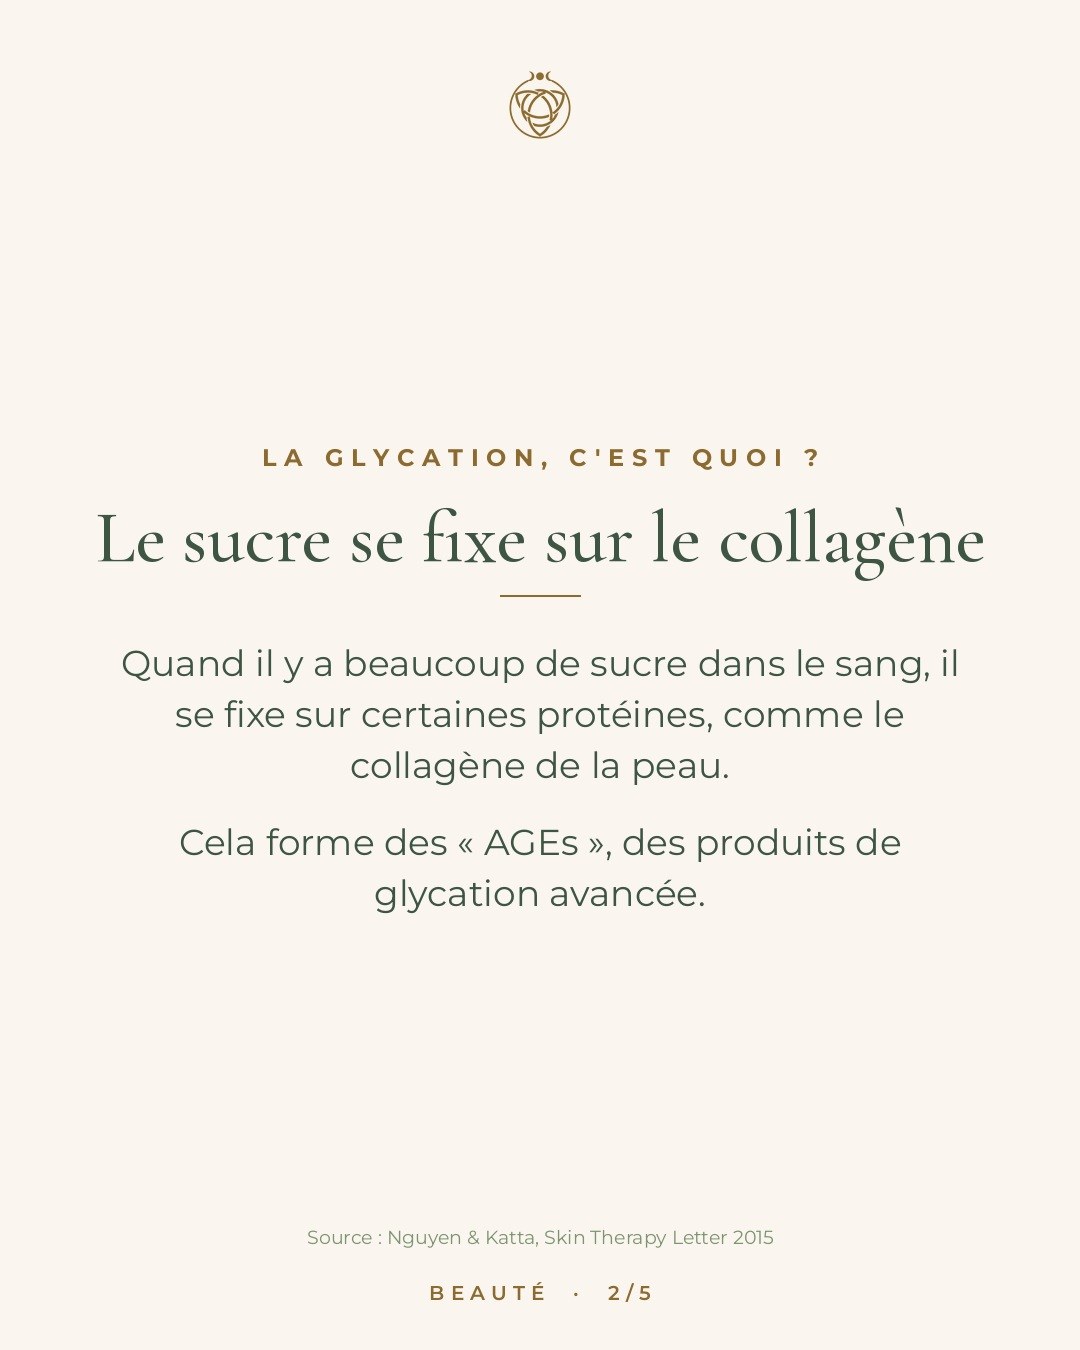 LA GLYCATION, C'EST QUOI ?
Le sucre se fixe sur le collagène
Quand il y a beaucoup de sucre dans le sang, il
se fixe sur certaines protéines, comme le
collagène de la peau.
Cela forme des « AGEs », des produits de
glycation avancée.
Source : Nguyen & Katta, Skin Therapy Letter 2015
BEAUTÉ · 2/5